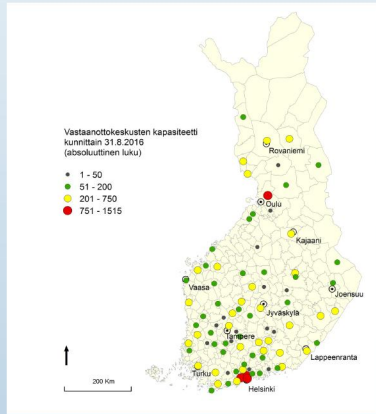 Vastaanottokeskusten kapasiteetti
kunnittain 31.8.2016
(absoluuttinen luku)
1 - 50
51 - 200
201 - 750
751 - 1515
Rovaniemi
Oulu
Kajaani
Vaasa
Joensuu
Jyväskylä
Tampere
Lappeenranta
Turku
Helsinki
200 Km